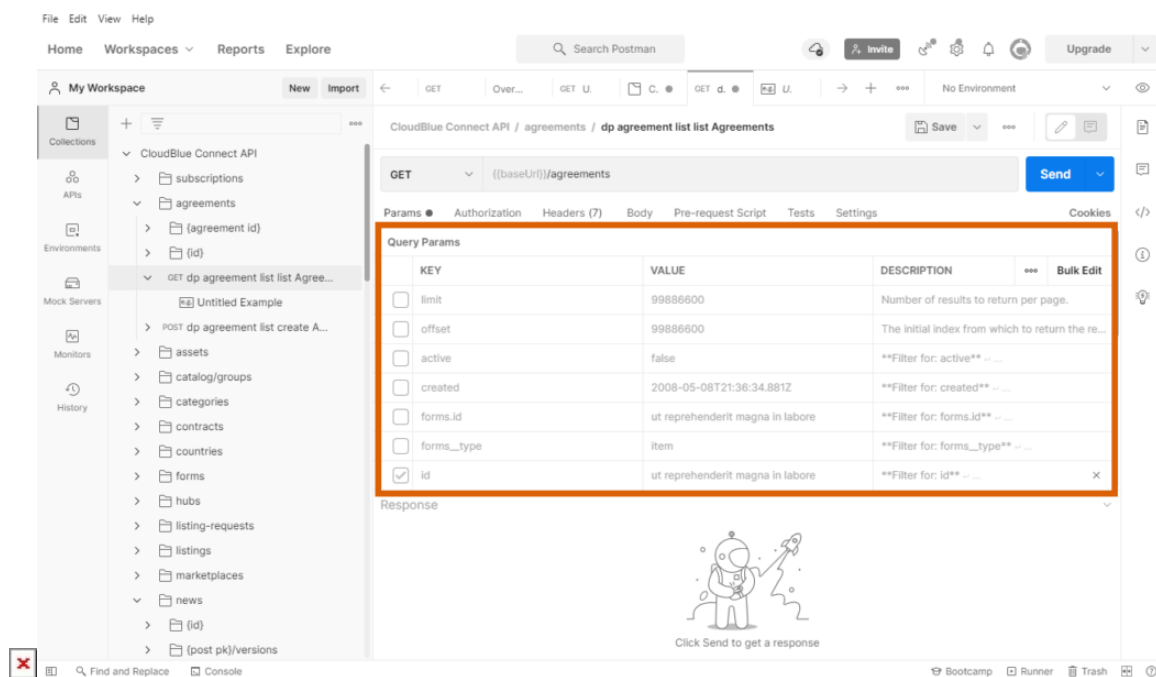 File Edit View Help
Home Workspaces Reports Explore
Search Postman
Invite
Upgrade
My Workspace
New Import
GET
Over...
GET U.
C.
GET d.
U.
No Environment
Collections
APIs
Environments
Mock Servers
Monitors
History
CloudBlue Connect API
subscriptions
agreements
{agreement id}
{id}
GET dp agreement list list Agree...
Untitled Example
POST dp agreement list create A...
assets
catalog/groups
categories
contracts
countries
forms
hubs
listing-requests
listings
marketplaces
news
{id}
{post pk}/versions
CloudBlue Connect API / agreements / dp agreement list list Agreements
Save
GET {{baseUrl}}/agreements
Send
Params Authorization Headers (7) Body Pre-request Script Tests Settings Cookies
Query Params
KEY VALUE DESCRIPTION Bulk Edit
limit 99886600 Number of results to return per page.
offset 99886600 The initial index from which to return the re...
active false **Filter for: active** ...
created 2008-05-08T21:36:34.881Z **Filter for: created** ...
forms.id ut reprehenderit magna in labore **Filter for: forms.id** ...
forms__type item **Filter for: forms__type** ...
id ut reprehenderit magna in labore **Filter for: id** ...
Response
Click Send to get a response
Find and Replace Console
Bootcamp Runner Trash